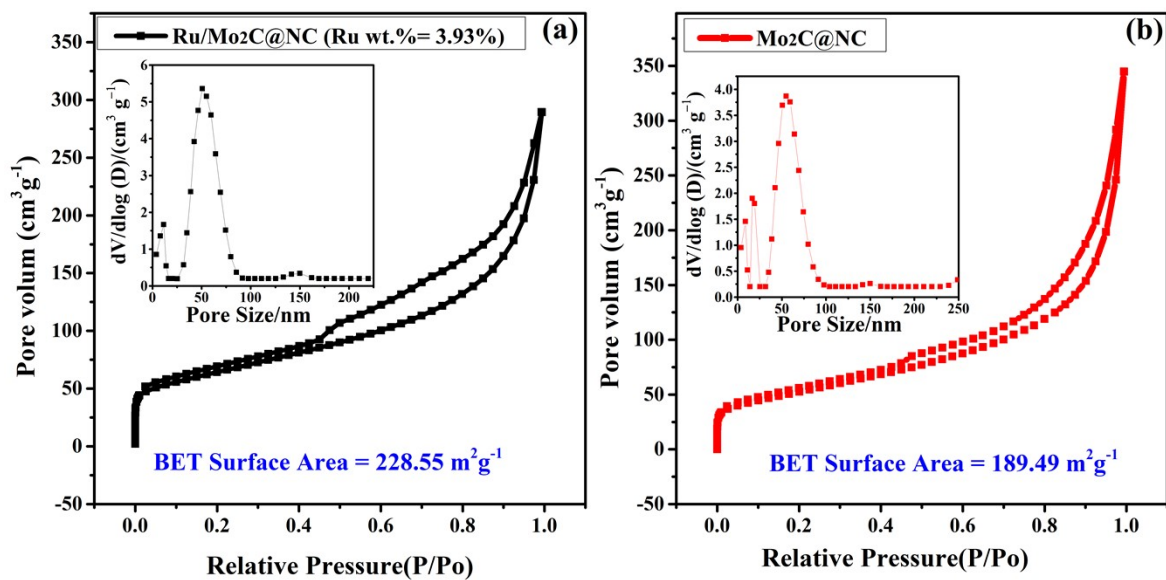 (a)
Ru/Mo2C@NC (Ru wt.%= 3.93%)
375
350
300
250
200
150
100
50
0
-50
Pore volum (cm³g⁻¹)
6
5
4
3
2
1
0
dV/dlog (D)/(cm³ g⁻¹)
0 50 100 150 200
Pore Size/nm
BET Surface Area = 228.55 m²g⁻¹
0.0 0.2 0.4 0.6 0.8 1.0
Relative Pressure(P/Po)
(b)
Mo2C@NC
375
350
300
250
200
150
100
50
0
-50
Pore volum (cm³g⁻¹)
4.0
3.5
3.0
2.5
2.0
1.5
1.0
0.5
0.0
dV/dlog (D)/(cm³ g⁻¹)
0 50 100 150 200 250
Pore Size/nm
BET Surface Area = 189.49 m²g⁻¹
0.0 0.2 0.4 0.6 0.8 1.0
Relative Pressure(P/Po)